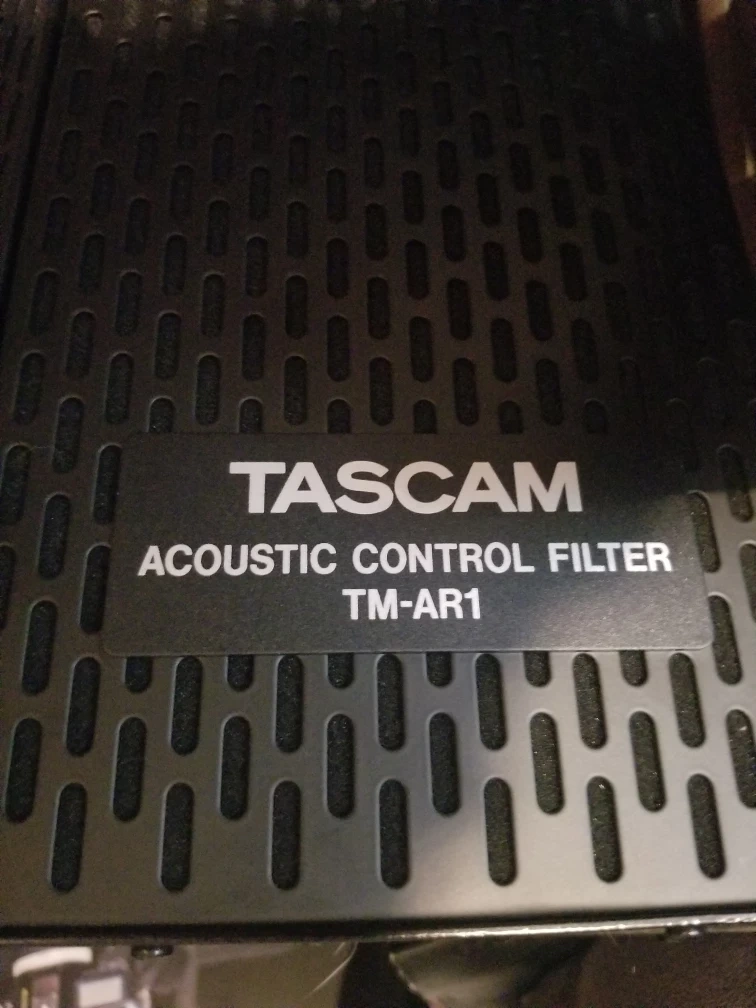 TASCAM
ACOUSTIC CONTROL FILTER
TM-AR1